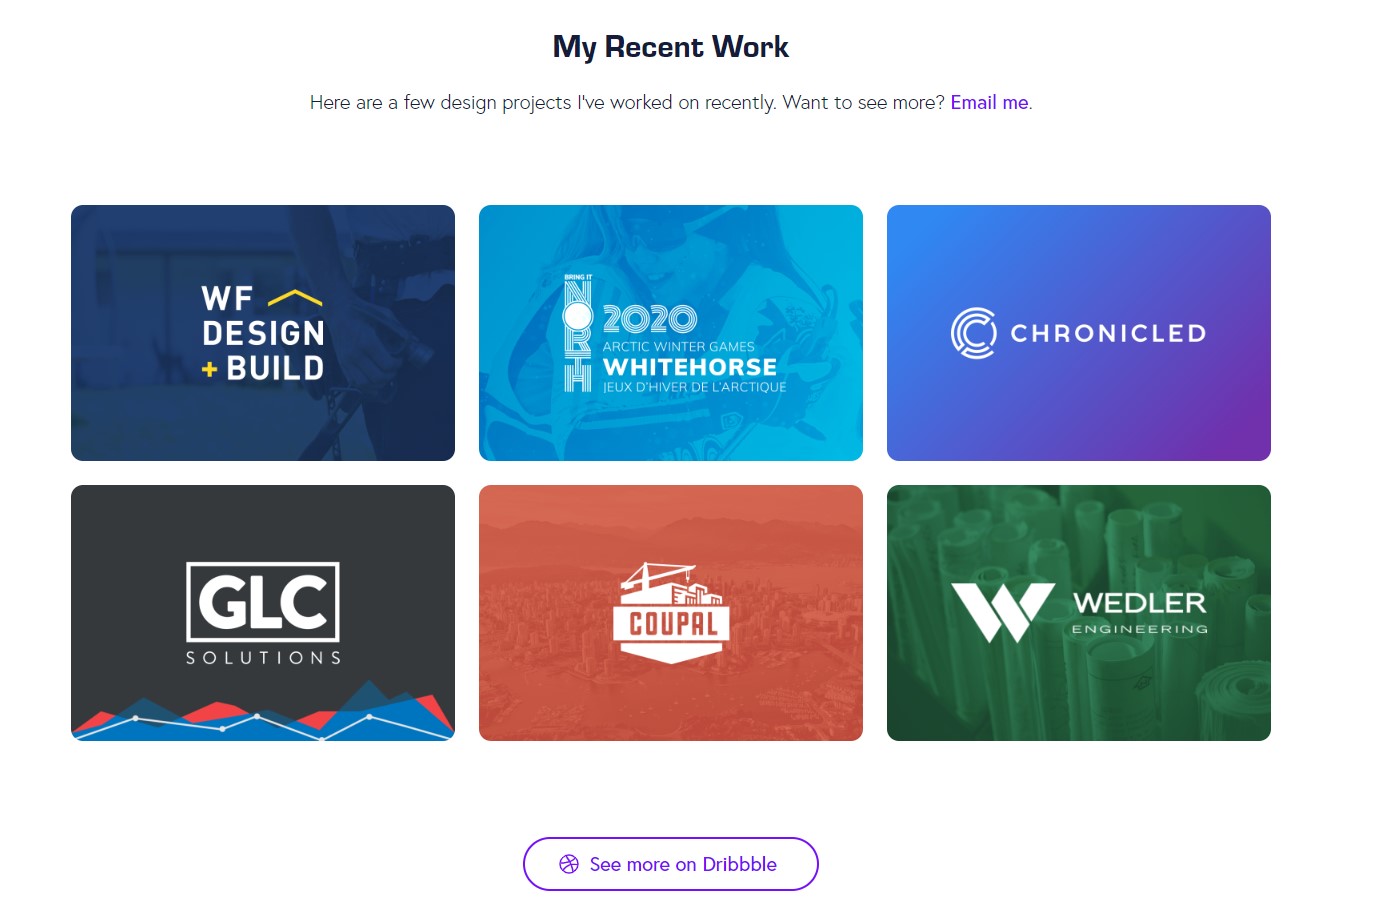 My Recent Work
Here are a few design projects I've worked on recently. Want to see more? Email me.
WF
DESIGN
+ BUILD
BRING IT
NORTH
2020
ARCTIC WINTER GAMES
WHITEHORSE
JEUX D'HIVER DE L'ARCTIQUE
CHRONICLED
GLC
SOLUTIONS
COUPAL
WEDLER
ENGINEERING
See more on Dribbble